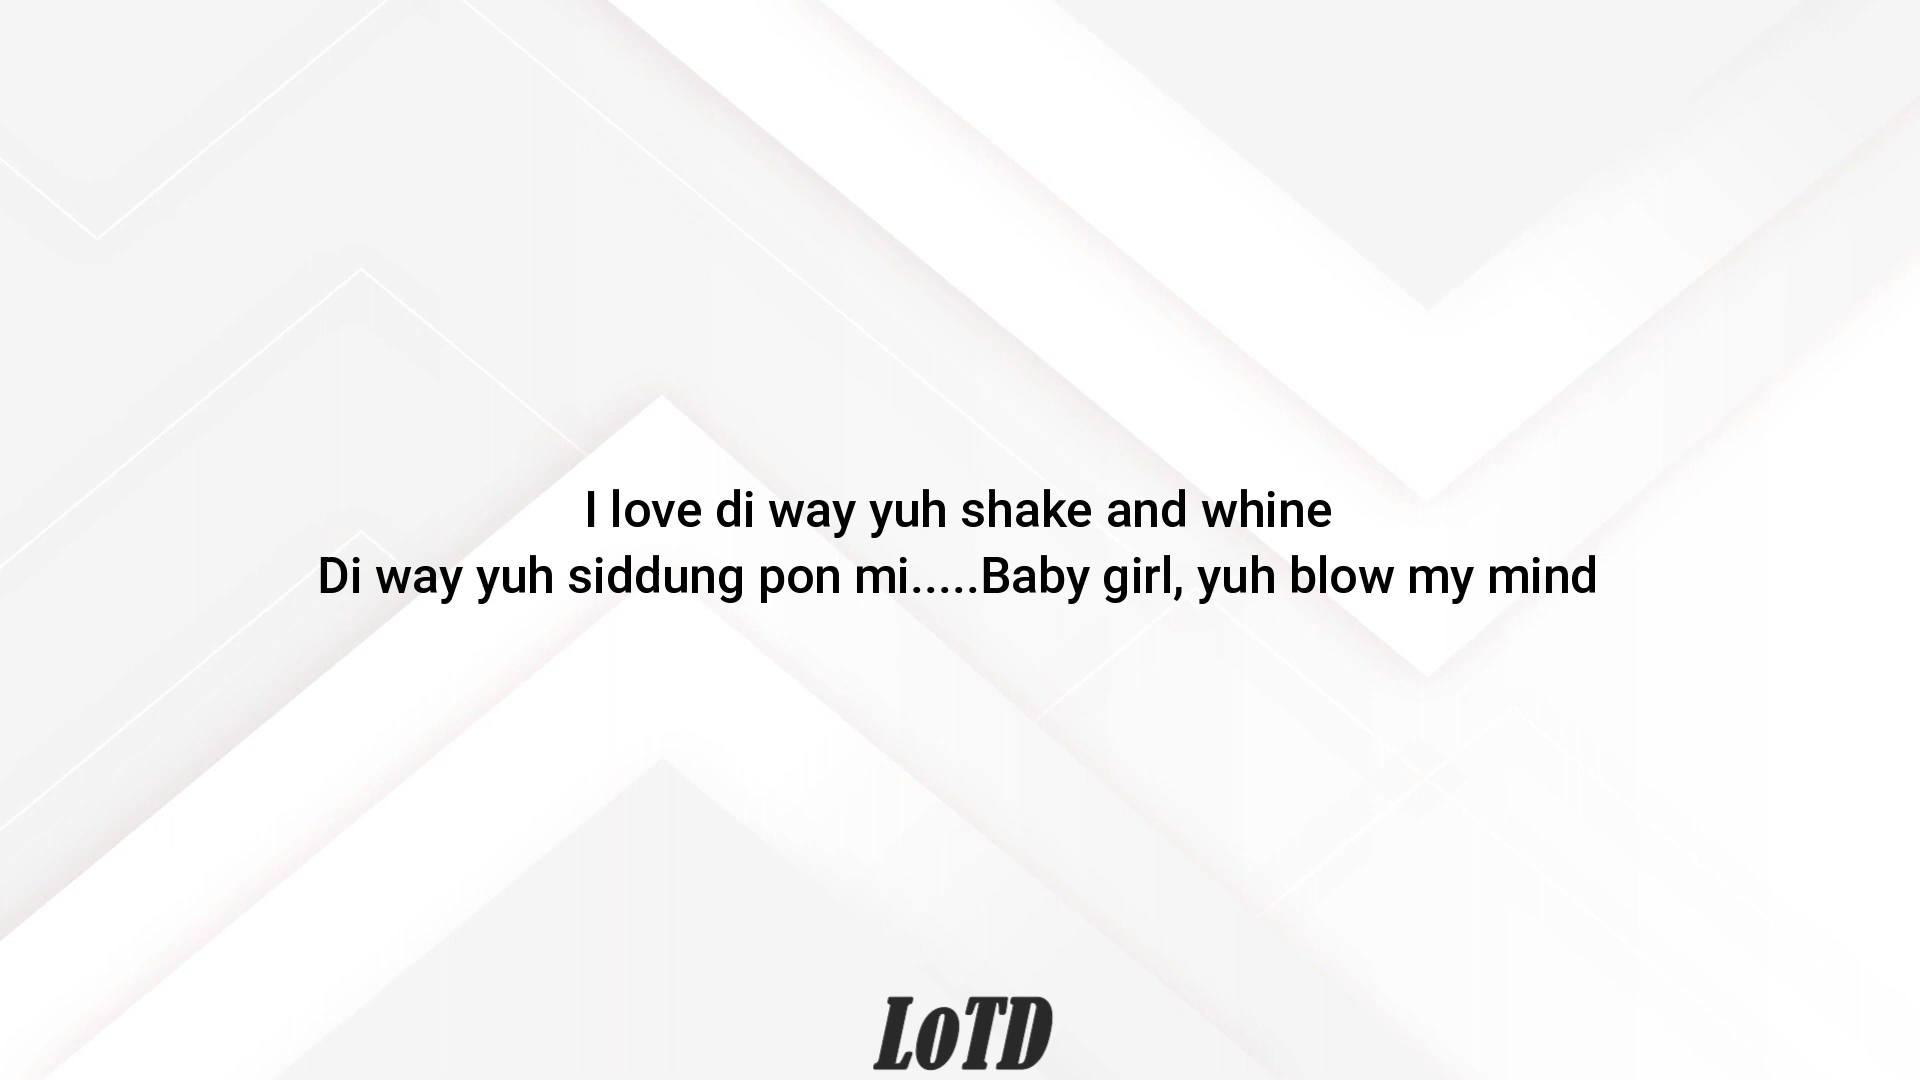 I love di way yuh shake and whine
Di way yuh siddung pon mi.....Baby girl, yuh blow my mind
LoTD